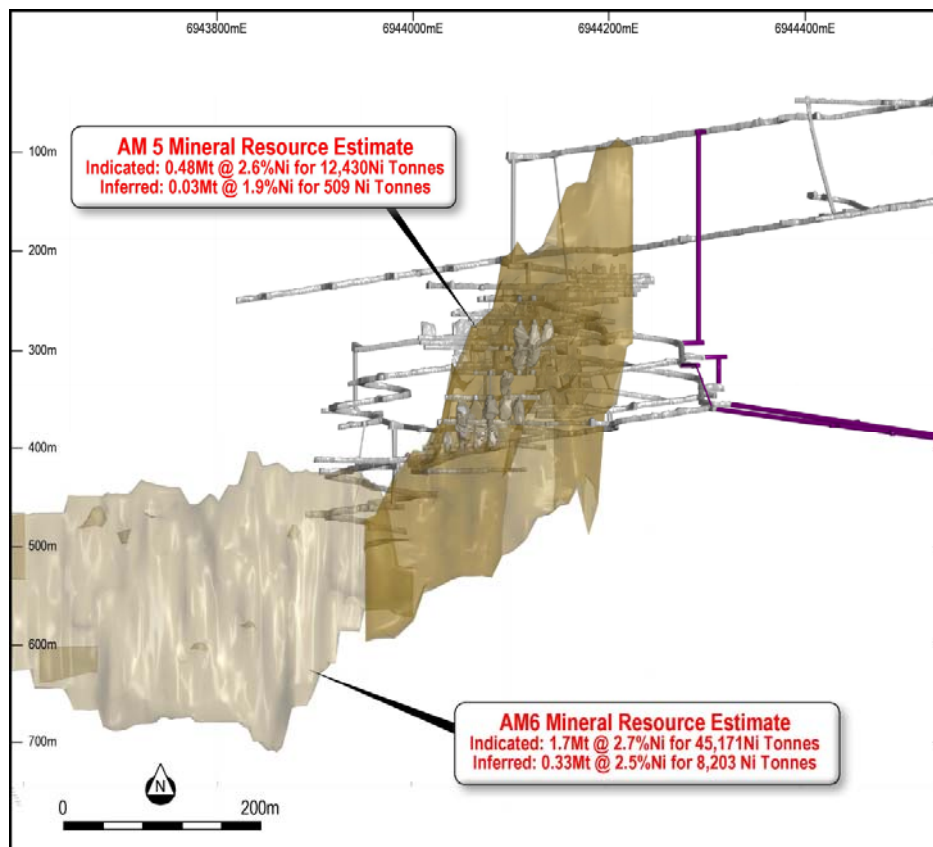 6943800mE 6944000mE 6944200mE 6944400mE
AM 5 Mineral Resource Estimate
Indicated: 0.48Mt @ 2.6%Ni for 12,430Ni Tonnes
Inferred: 0.03Mt @ 1.9%Ni for 509 Ni Tonnes
100m
200m
300m
400m
500m
600m
700m
AM6 Mineral Resource Estimate
Indicated: 1.7Mt @ 2.7%Ni for 45,171Ni Tonnes
Inferred: 0.33Mt @ 2.5%Ni for 8,203 Ni Tonnes
N
0 200m